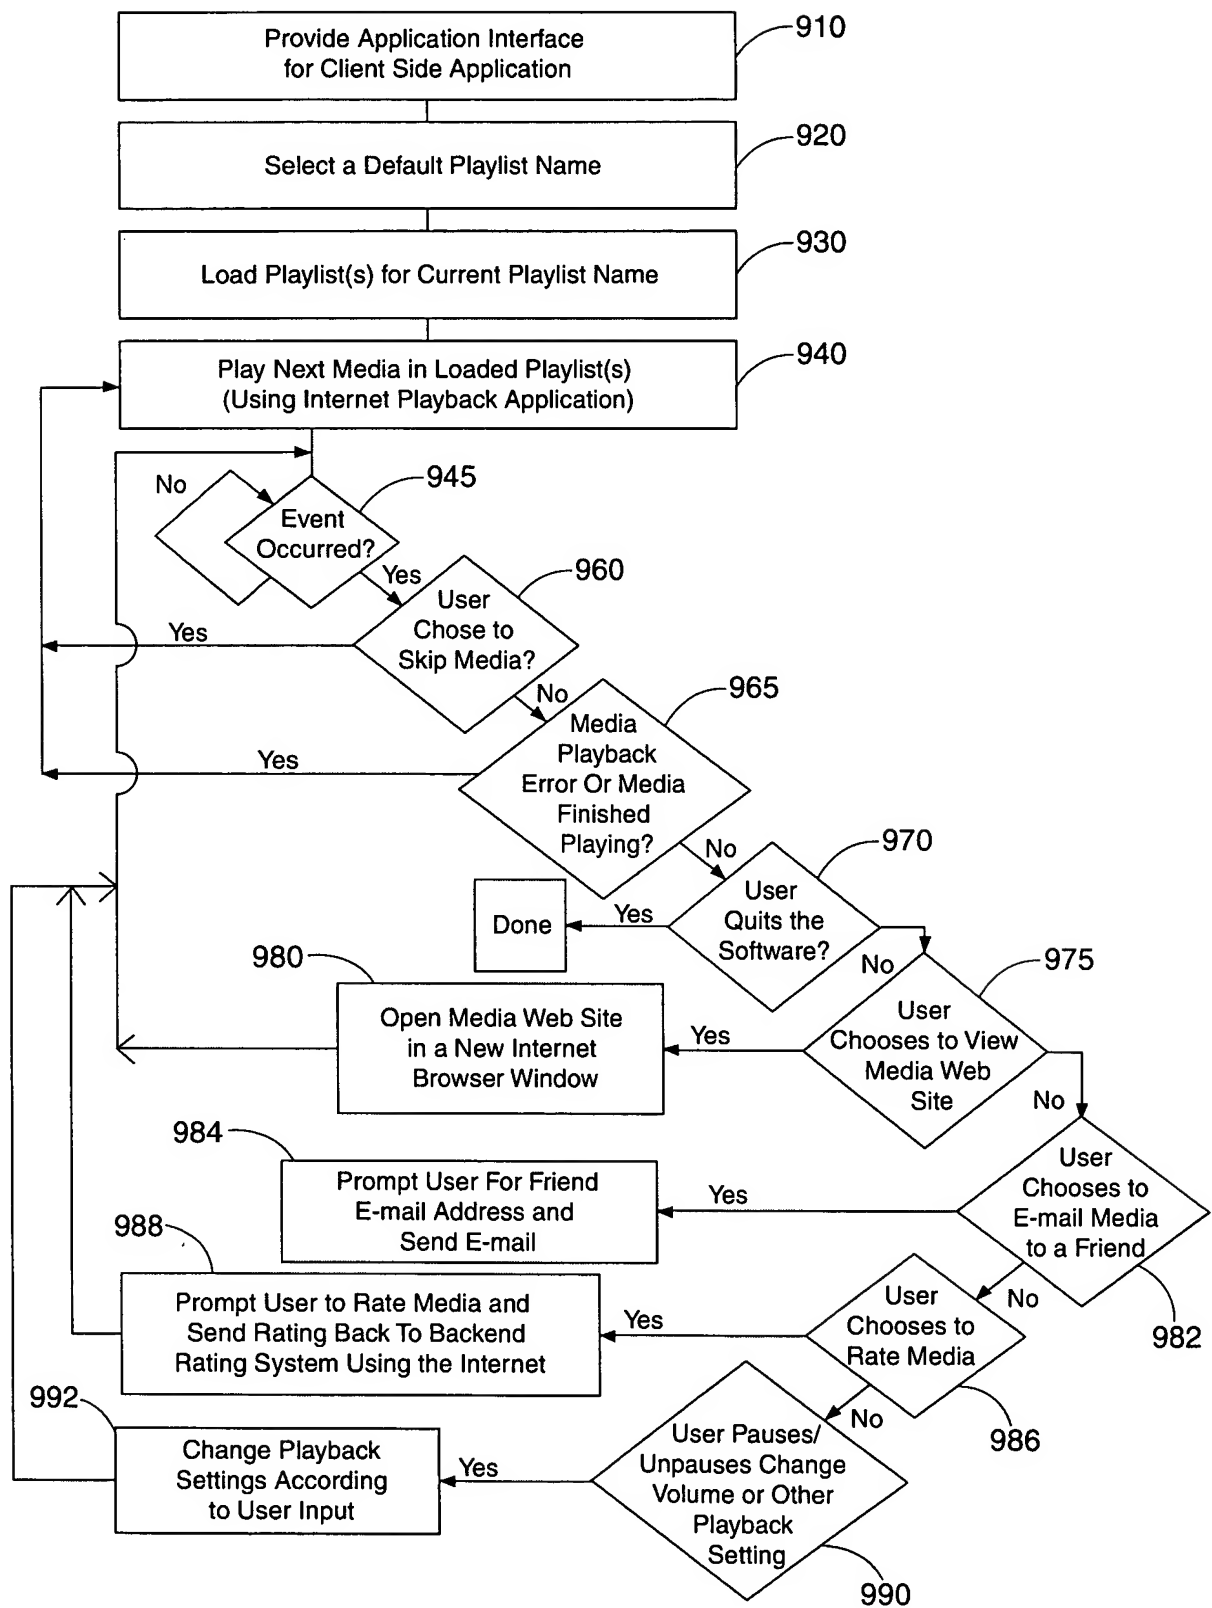 Provide Application Interface
for Client Side Application
910
Select a Default Playlist Name
920
Load Playlist(s) for Current Playlist Name
930
Play Next Media in Loaded Playlist(s)
(Using Internet Playback Application)
940
No
Event
Occurred?
945
Yes
User
Chose to
Skip Media?
960
Yes
No
Media
Playback
Error Or Media
Finished
Playing?
965
Yes
No
User
Quits the
Software?
970
Yes
Done
No
User
Chooses to View
Media Web
Site
975
Yes
980
Open Media Web Site
in a New Internet
Browser Window
No
User
Chooses to
E-mail Media
to a Friend
982
Yes
984
Prompt User For Friend
E-mail Address and
Send E-mail
No
User
Chooses to
Rate Media
986
Yes
988
Prompt User to Rate Media and
Send Rating Back To Backend
Rating System Using the Internet
No
User Pauses/
Unpauses Change
Volume or Other
Playback
Setting
990
Yes
992
Change Playback
Settings According
to User Input